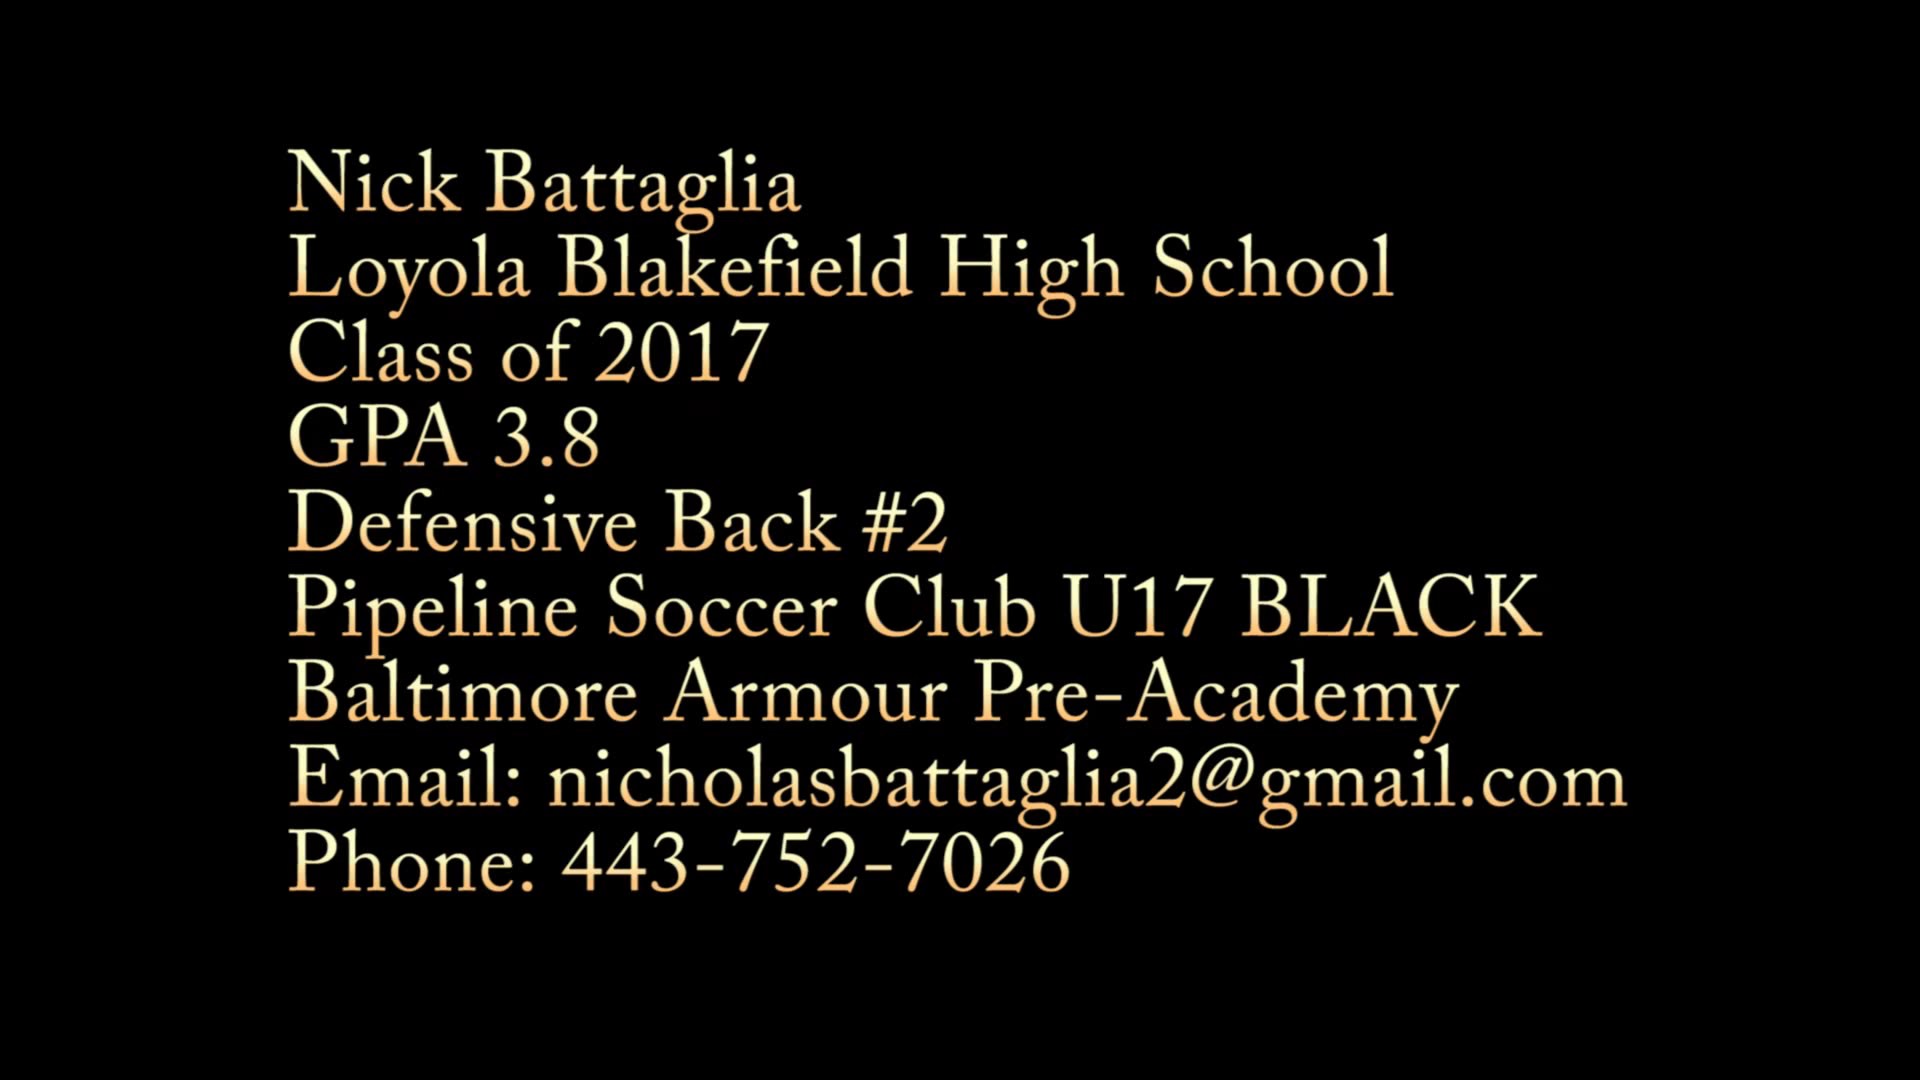 Nick Battaglia
Loyola Blakefield High School
Class of 2017
GPA 3.8
Defensive Back #2
Pipeline Soccer Club U17 BLACK
Baltimore Armour Pre-Academy
Email: nicholasbattaglia2@gmail.com
Phone: 443-752-7026